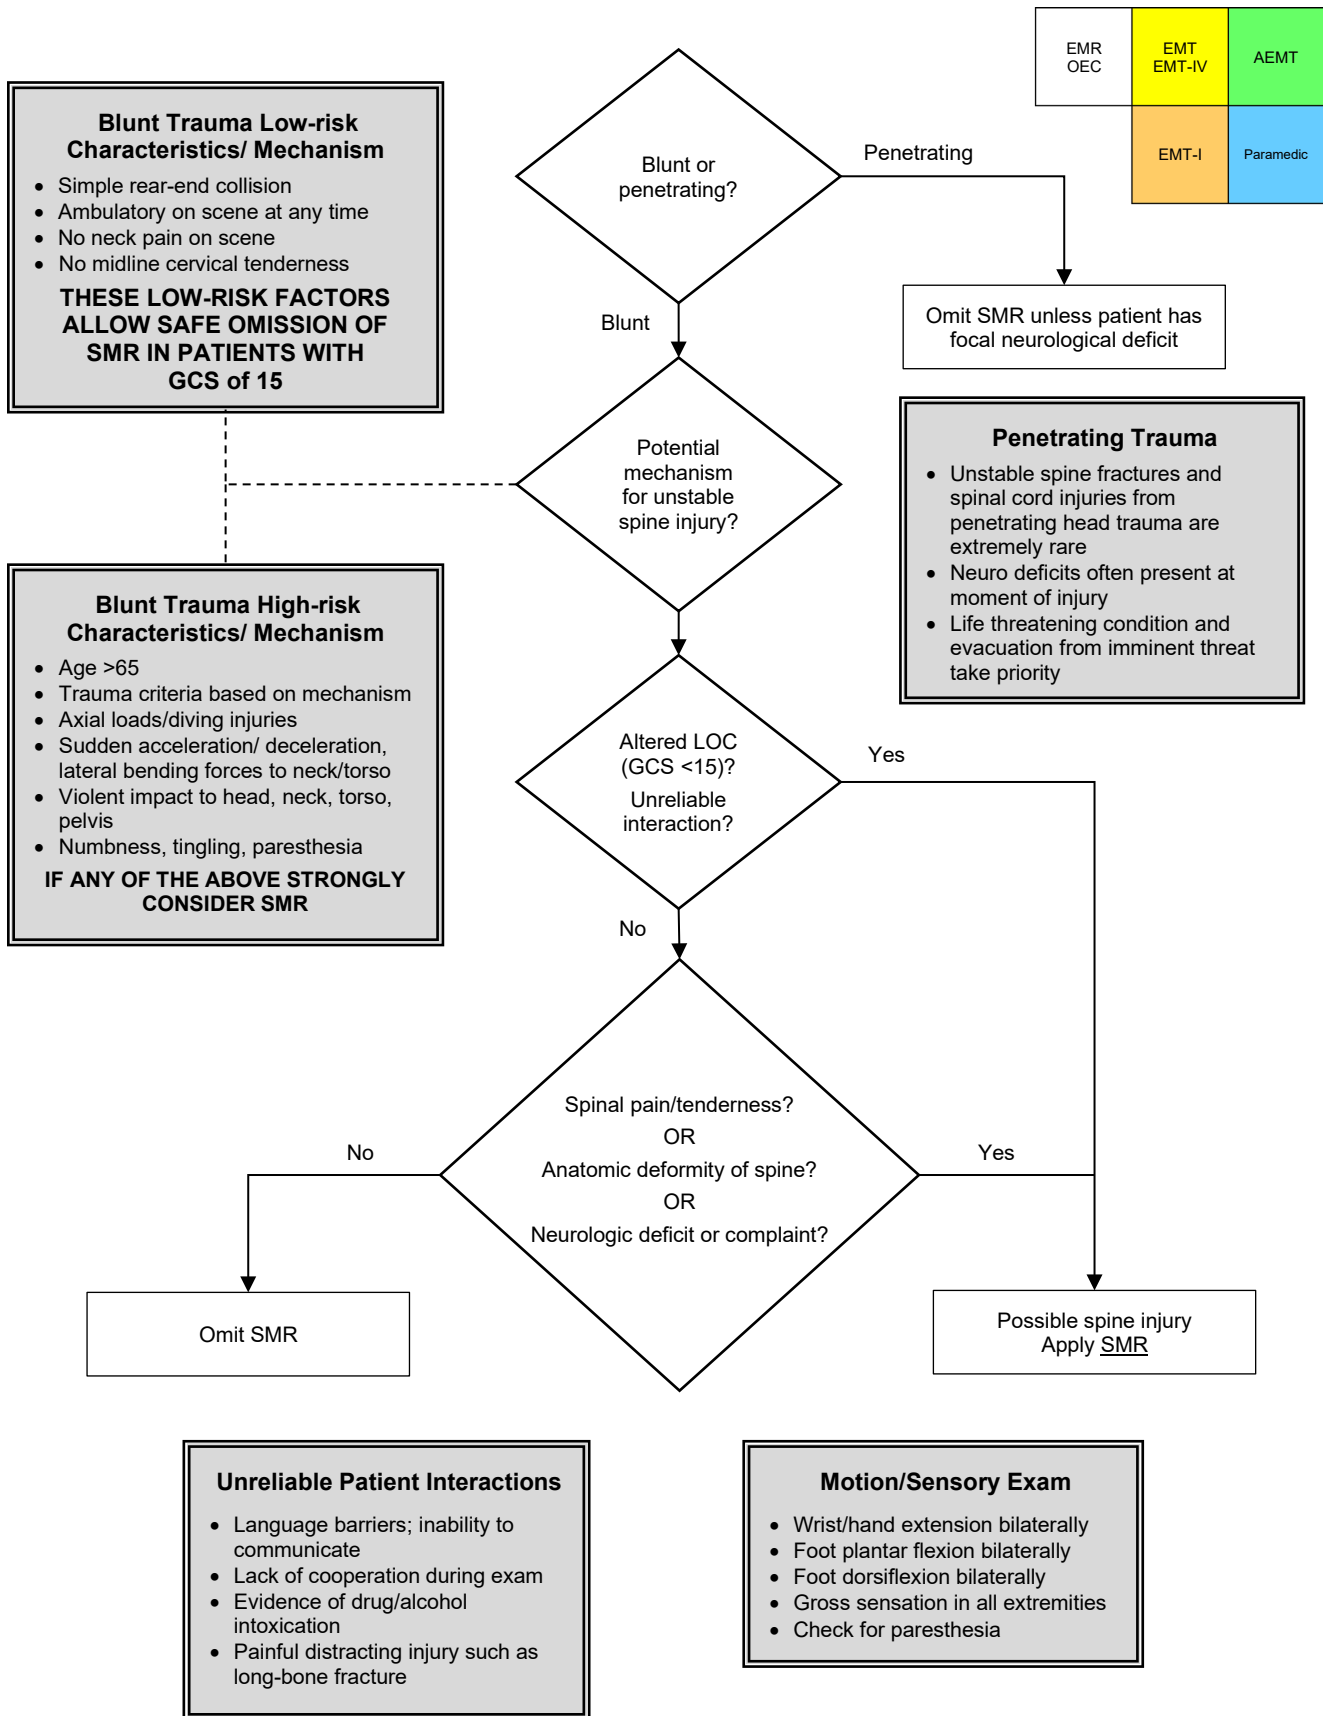 EMR
OEC
EMT
EMT-IV
AEMT
EMT-I
Paramedic
Blunt Trauma Low-risk
Characteristics/ Mechanism
• Simple rear-end collision
• Ambulatory on scene at any time
• No neck pain on scene
• No midline cervical tenderness
THESE LOW-RISK FACTORS
ALLOW SAFE OMISSION OF
SMR IN PATIENTS WITH
GCS of 15
Blunt or
penetrating?
Penetrating
Blunt
Omit SMR unless patient has
focal neurological deficit
Potential
mechanism
for unstable
spine injury?
Penetrating Trauma
• Unstable spine fractures and
spinal cord injuries from
penetrating head trauma are
extremely rare
• Neuro deficits often present at
moment of injury
• Life threatening condition and
evacuation from imminent threat
take priority
Blunt Trauma High-risk
Characteristics/ Mechanism
• Age >65
• Trauma criteria based on mechanism
• Axial loads/diving injuries
• Sudden acceleration/ deceleration,
lateral bending forces to neck/torso
• Violent impact to head, neck, torso,
pelvis
• Numbness, tingling, paresthesia
IF ANY OF THE ABOVE STRONGLY
CONSIDER SMR
Altered LOC
(GCS <15)?
Unreliable
interaction?
Yes
No
Spinal pain/tenderness?
OR
Anatomic deformity of spine?
OR
Neurologic deficit or complaint?
No
Yes
Omit SMR
Possible spine injury
Apply SMR
Unreliable Patient Interactions
• Language barriers; inability to
communicate
• Lack of cooperation during exam
• Evidence of drug/alcohol
intoxication
• Painful distracting injury such as
long-bone fracture
Motion/Sensory Exam
• Wrist/hand extension bilaterally
• Foot plantar flexion bilaterally
• Foot dorsiflexion bilaterally
• Gross sensation in all extremities
• Check for paresthesia